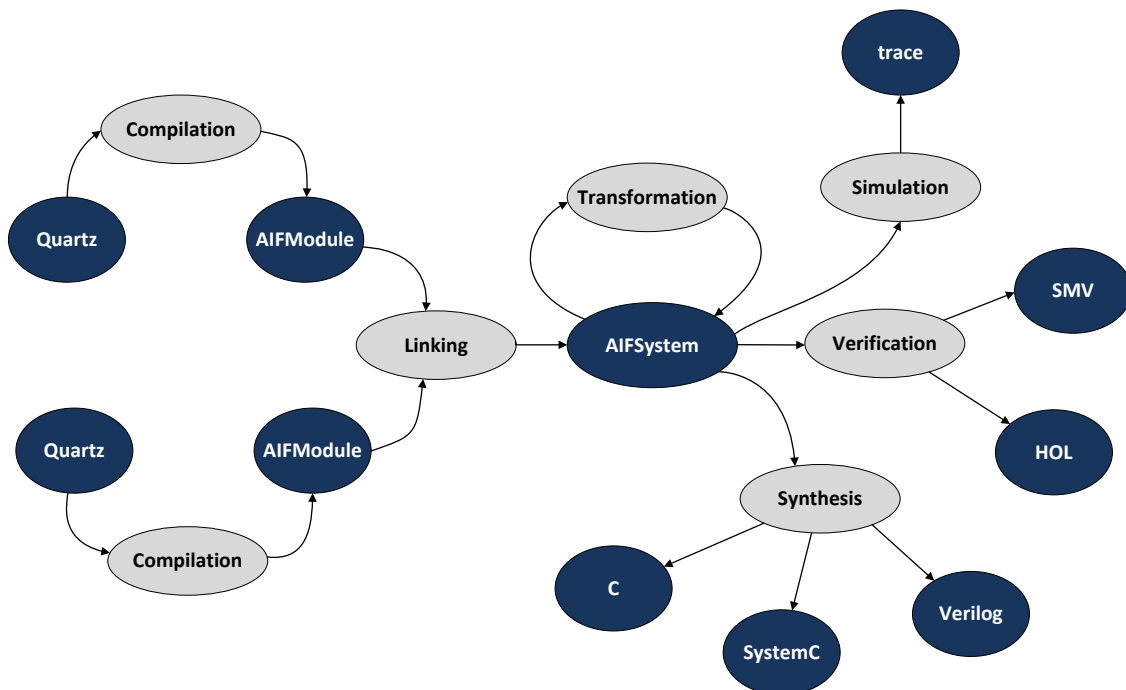 trace
Compilation
Simulation
Transformation
Quartz
AIFModule
SMV
Linking
AIFSystem
Verification
Quartz
AIFModule
HOL
Synthesis
Compilation
C
Verilog
SystemC